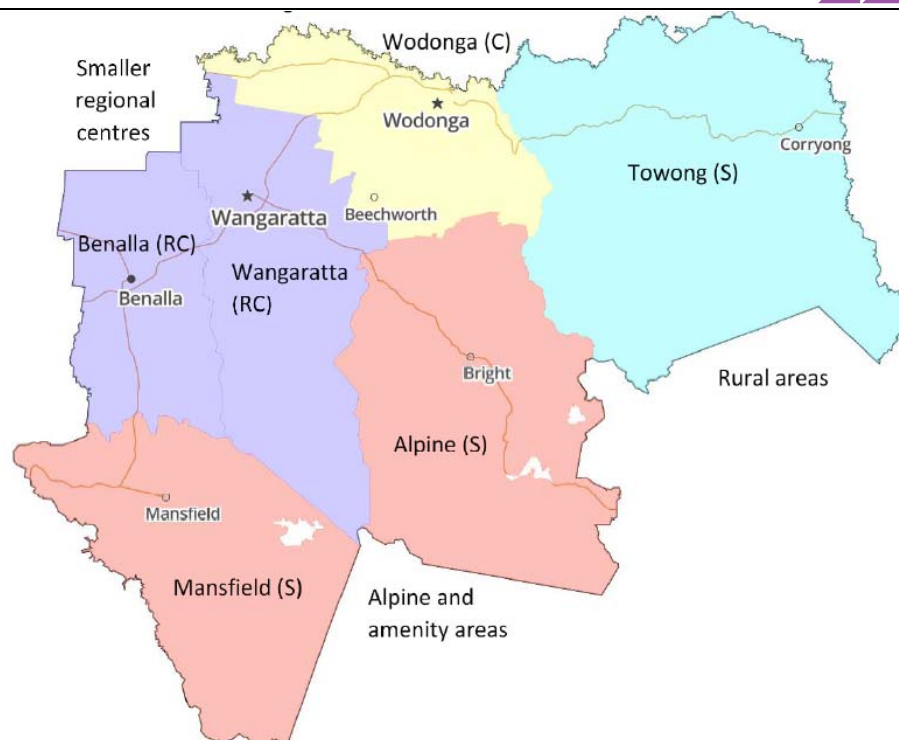 Wodonga (C)
Smaller
regional
centres
Wodonga
Corryong
Towong (S)
Beechworth
Wangaratta
Benalla (RC)
Wangaratta
(RC)
Benalla
Bright
Rural areas
Alpine (S)
Mansfield
Mansfield (S)
Alpine and
amenity areas